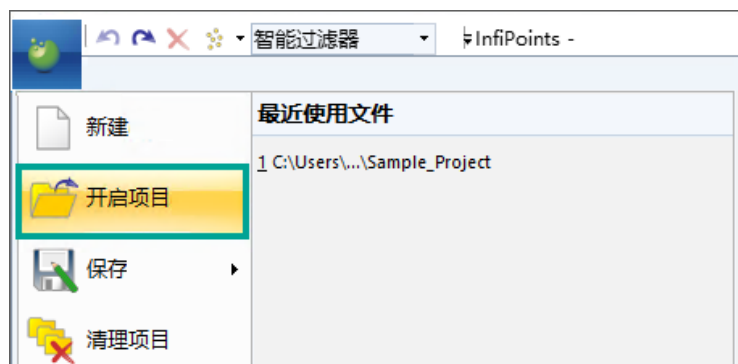 智能过滤器
InfiPoints -
新建
最近使用文件
1 C:\Users\...\Sample_Project
开启项目
保存
清理项目